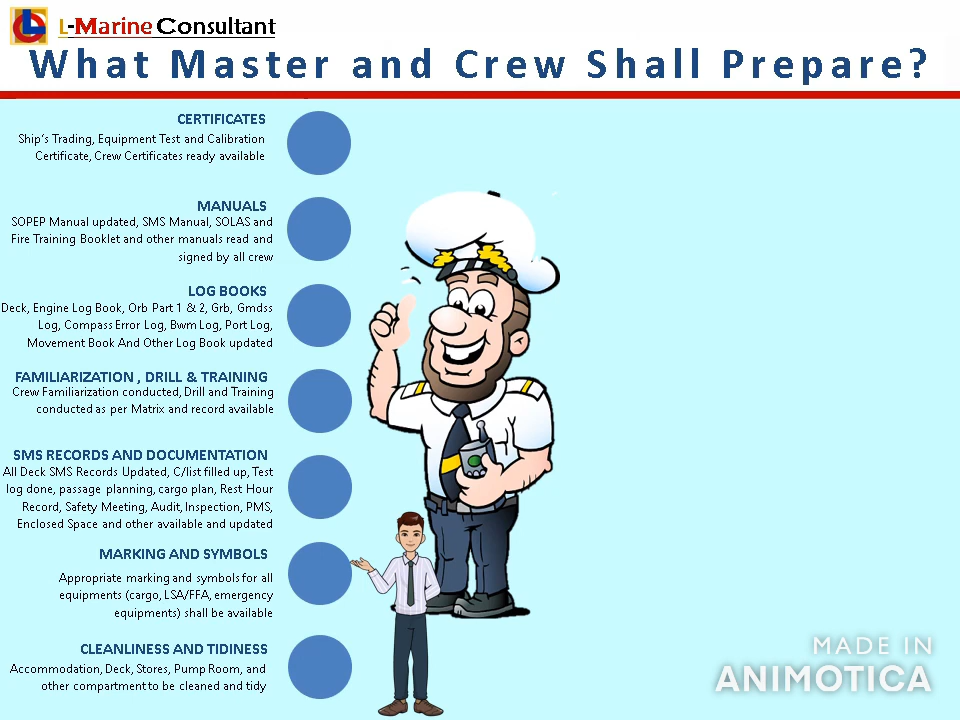 L-Marine Consultant
What Master and Crew Shall Prepare?
CERTIFICATES
Ship's Trading, Equipment Test and Calibration
Certificate, Crew Certificates ready available
MANUALS
SOPEP Manual updated, SMS Manual, SOLAS and
Fire Training Booklet and other manuals read and
signed by all crew
LOG BOOKS
Deck, Engine Log Book, Orb Part 1 & 2, Grb, Gmdss
Log, Compass Error Log, Bwm Log, Port Log,
Movement Book And Other Log Book updated
FAMILIARIZATION , DRILL & TRAINING
Crew Familiarization conducted, Drill and Training
conducted as per Matrix and record available
SMS RECORDS AND DOCUMENTATION
All Deck SMS Records Updated, C/list filled up, Test
log done, passage planning, cargo plan, Rest Hour
Record, Safety Meeting, Audit, Inspection, PMS,
Enclosed Space and other available and updated
MARKING AND SYMBOLS
Appropriate marking and symbols for all
equipments (cargo, LSA/FFA, emergency
equipments) shall be available
CLEANLINESS AND TIDINESS
Accommodation, Deck, Stores, Pump Room, and
other compartment to be cleaned and tidy
MADE IN
ANIMOTICA